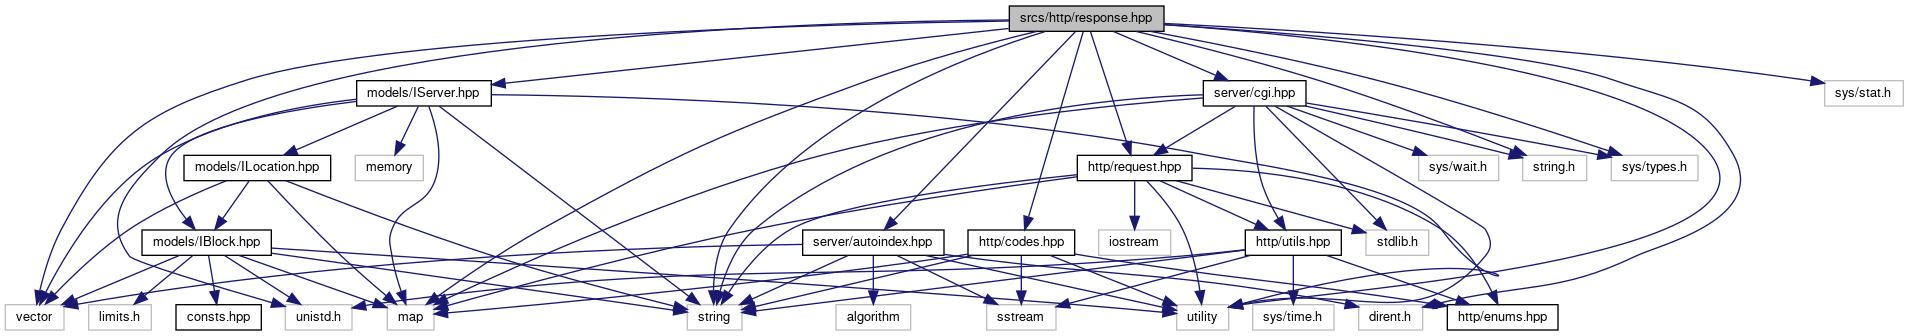 srcs/http/response.hpp
models/IServer.hpp
server/cgi.hpp
sys/stat.h
models/ILocation.hpp
memory
http/request.hpp
sys/wait.h
string.h
sys/types.h
models/IBlock.hpp
server/autoindex.hpp
http/codes.hpp
iostream
http/utils.hpp
stdlib.h
vector
limits.h
consts.hpp
unistd.h
map
string
algorithm
sstream
utility
sys/time.h
dirent.h
http/enums.hpp